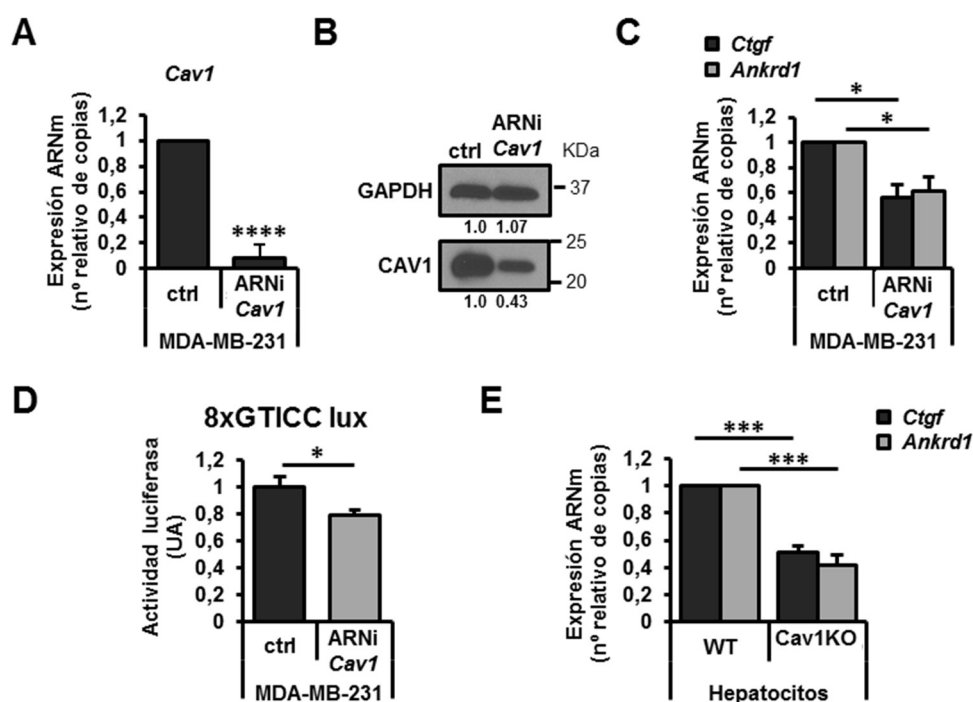 A
Cav1
Expresión ARNm
(nº relativo de copias)
1,2
1
0,8
0,6
0,4
0,2
0
****
ctrl
ARNi
Cav1
MDA-MB-231
B
ARNi
ctrl Cav1 KDa
GAPDH
37
1.0 1.07
25
CAV1
20
1.0 0.43
C
Ctgf
Ankrd1
Expresión ARNm
(nº relativo de copias)
1,2
1
0,8
0,6
0,4
0,2
0
*
*
ctrl
ARNi
Cav1
MDA-MB-231
D
8xGTICC lux
Actividad luciferasa
(UA)
1,2
1
0,8
0,6
0,4
0,2
0
*
ctrl
ARNi
Cav1
MDA-MB-231
E
Ctgf
Ankrd1
Expresión ARNm
(nº relativo de copias)
1,2
1
0,8
0,6
0,4
0,2
0
***
***
WT
Cav1KO
Hepatocitos